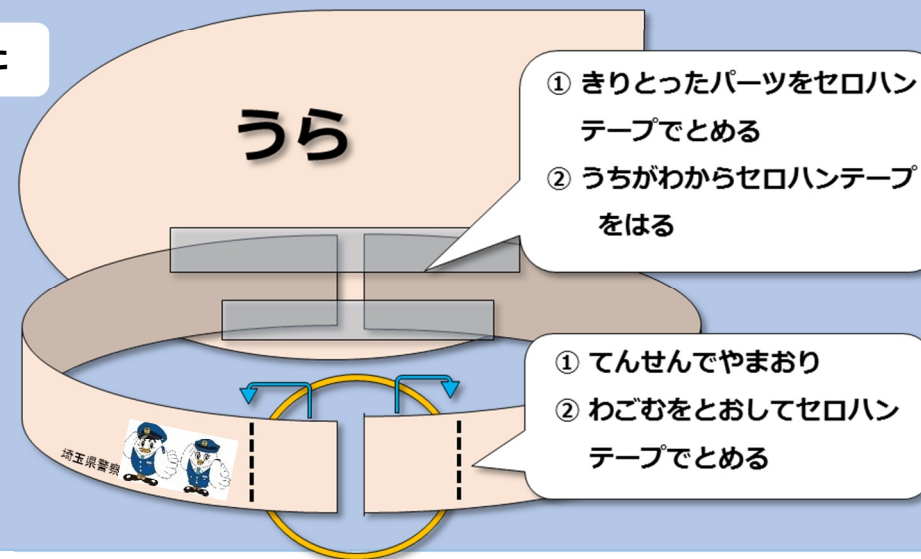 た
うら
① きりとったパーツをセロハン
テープでとめる
② うちがわからセロハンテープ
をはる
① てんせんでやまおり
② わごむをとおしてセロハン
テープでとめる
埼玉県警察